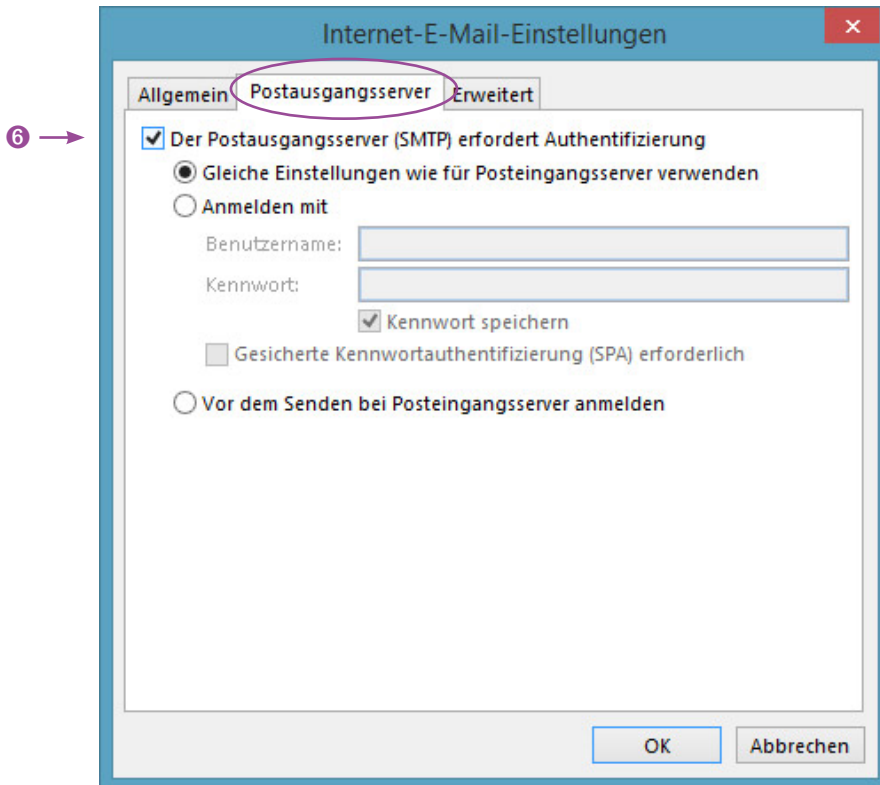 Internet-E-Mail-Einstellungen
Allgemein Postausgangsserver Erweitert
❻
Der Postausgangsserver (SMTP) erfordert Authentifizierung
Gleiche Einstellungen wie für Posteingangsserver verwenden
Anmelden mit
Benutzername:
Kennwort:
Kennwort speichern
Gesicherte Kennwortauthentifizierung (SPA) erforderlich
Vor dem Senden bei Posteingangsserver anmelden
OK Abbrechen